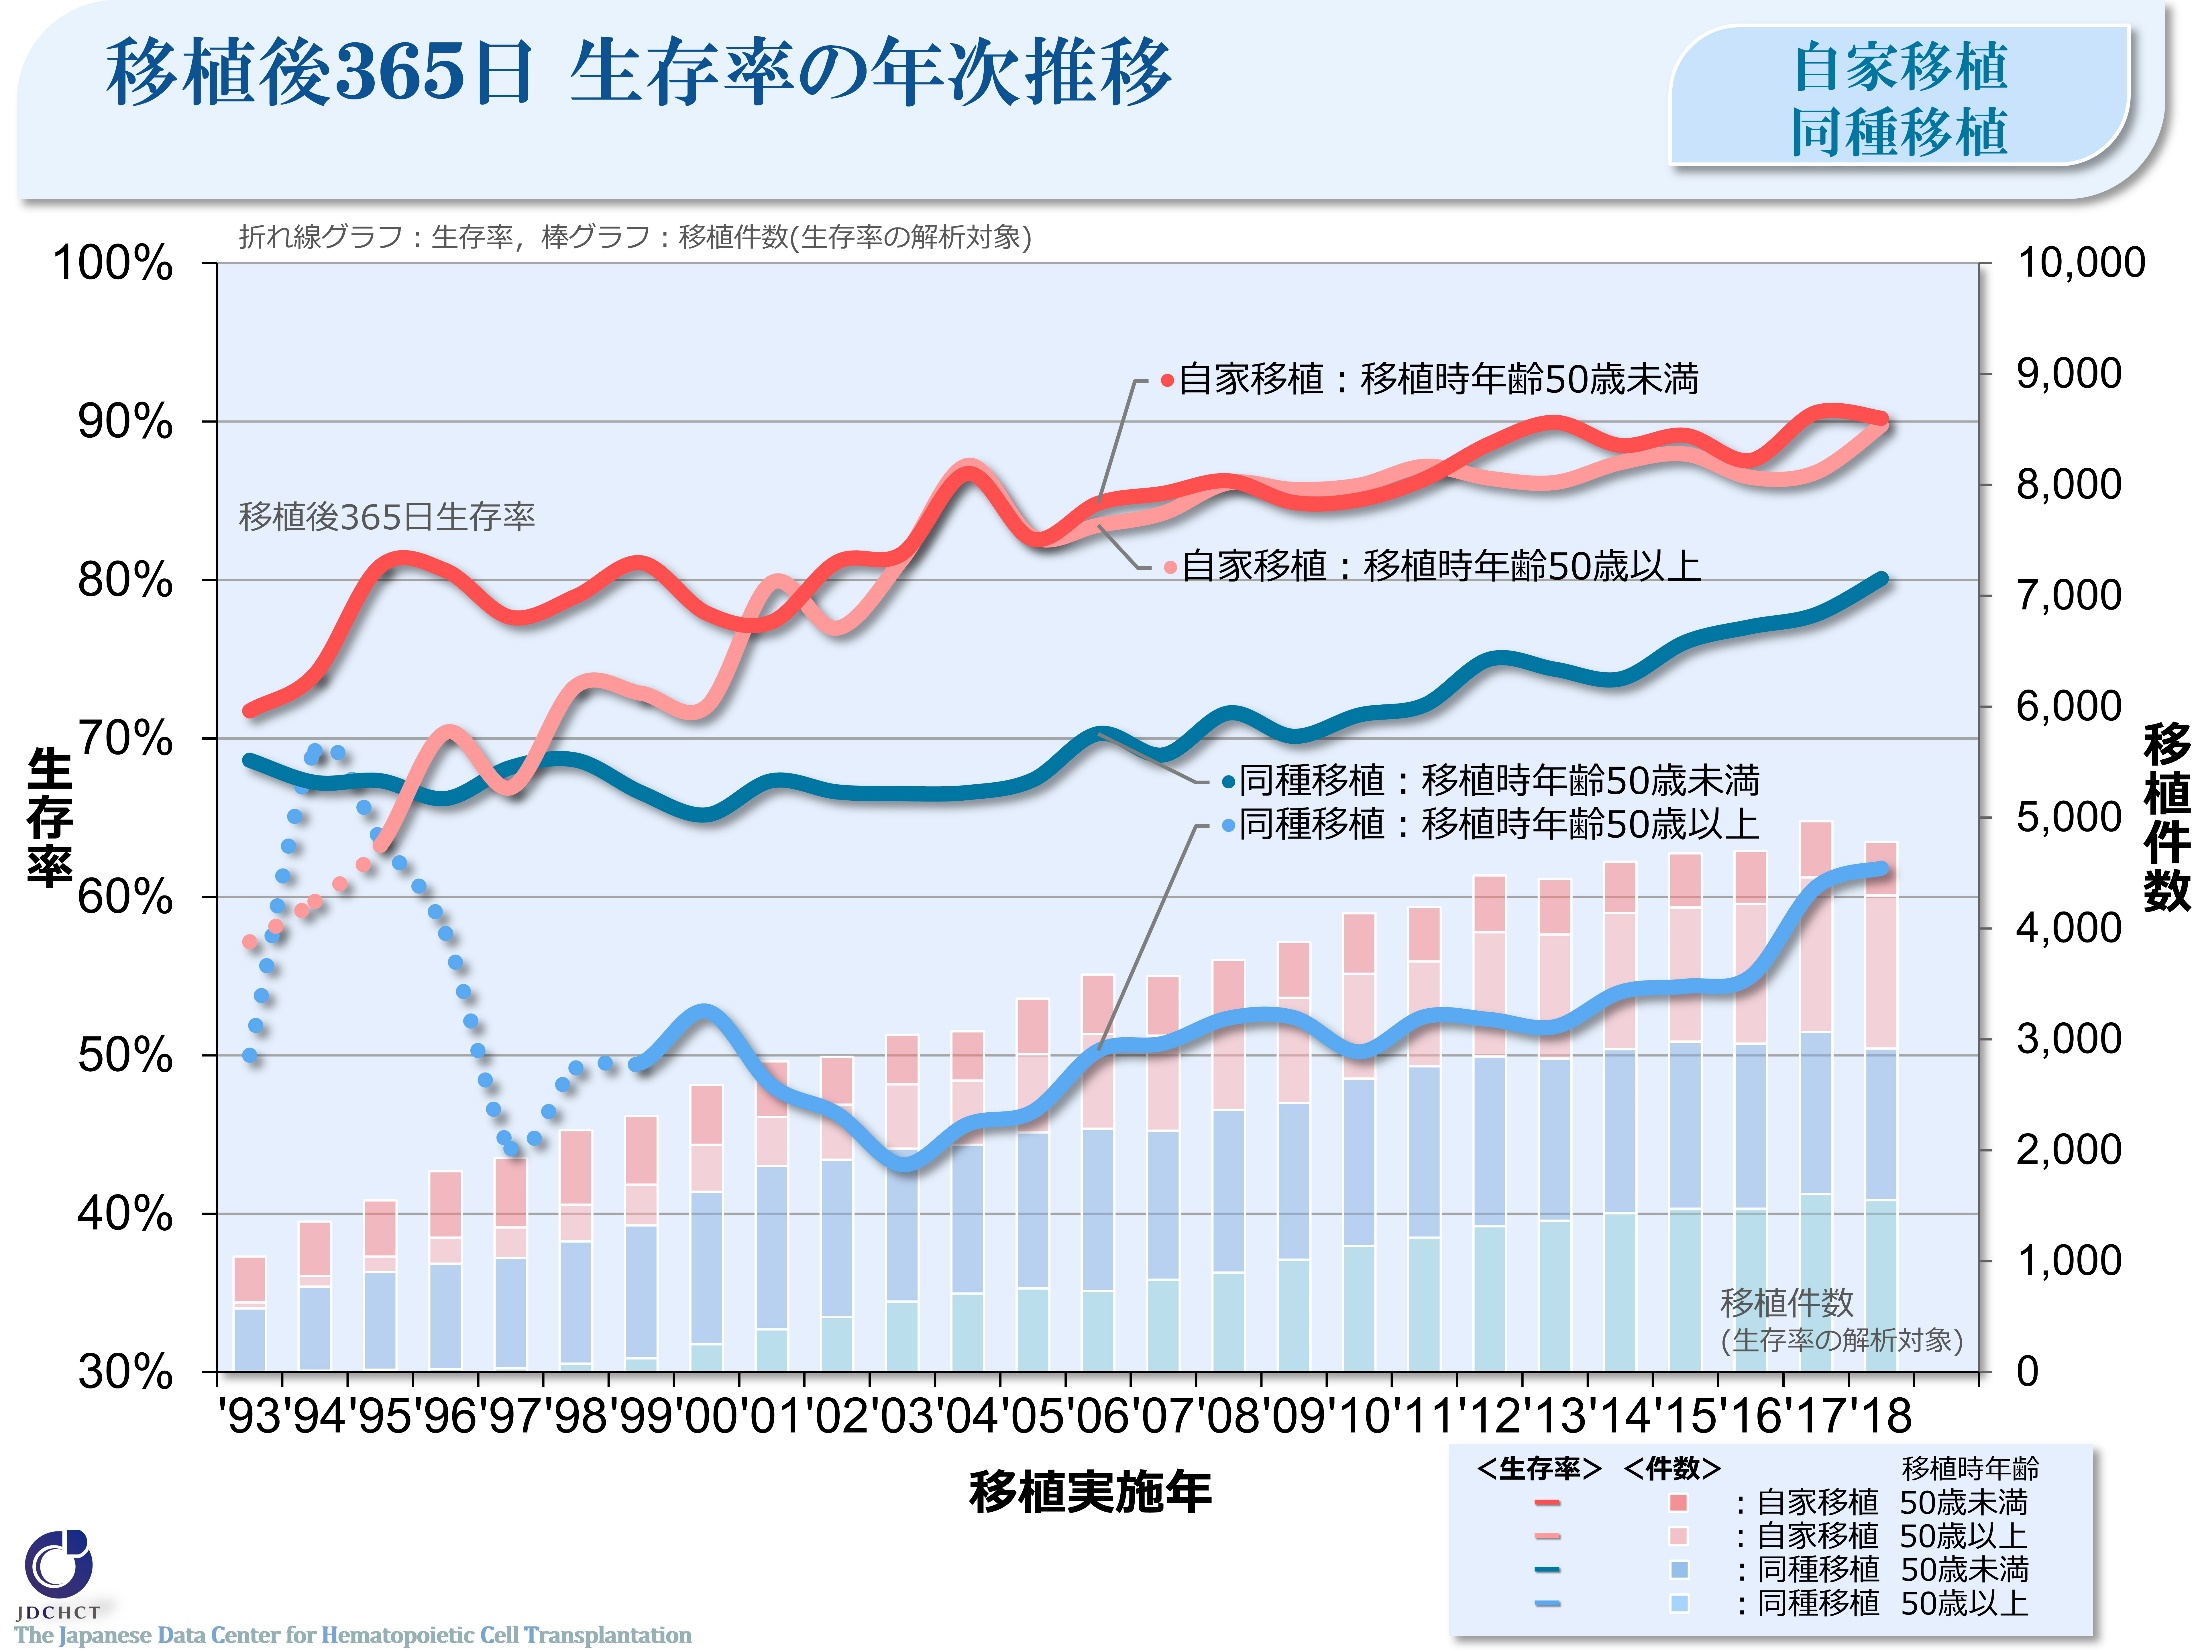 移植後365日 生存率の年次推移
自家移植
同種移植
折れ線グラフ：生存率，棒グラフ：移植件数(生存率の解析対象)
100%
90%
80%
70%
60%
50%
40%
30%
生存率
10,000
9,000
8,000
7,000
6,000
5,000
4,000
3,000
2,000
1,000
0
移植件数
移植後365日生存率
自家移植：移植時年齢50歳未満
自家移植：移植時年齢50歳以上
同種移植：移植時年齢50歳未満
同種移植：移植時年齢50歳以上
移植件数
(生存率の解析対象)
'93 '94 '95 '96 '97 '98 '99 '00 '01 '02 '03 '04 '05 '06 '07 '08 '09 '10 '11 '12 '13 '14 '15 '16 '17 '18
移植実施年
＜生存率＞ ＜件数＞ 移植時年齢
：自家移植 50歳未満
：自家移植 50歳以上
：同種移植 50歳未満
：同種移植 50歳以上
JDCHCT
The Japanese Data Center for Hematopoietic Cell Transplantation